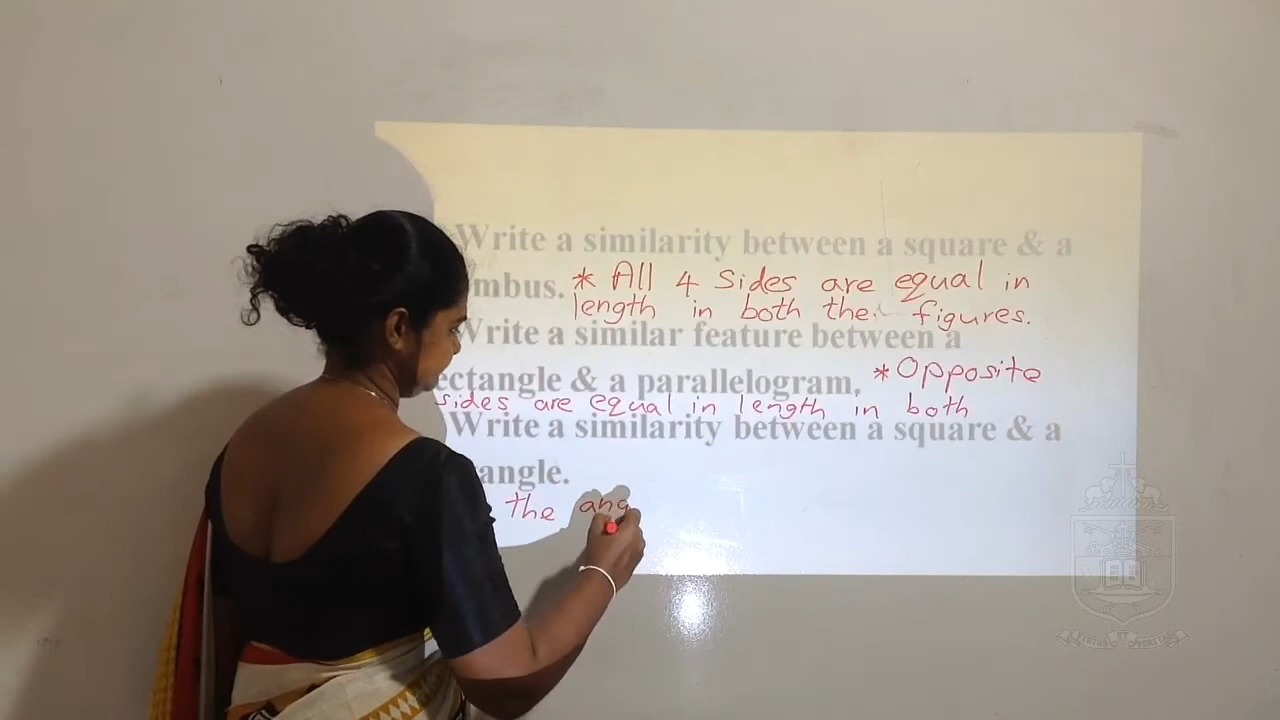 Write a similarity between a square & a
mbus. * All 4 sides are equal in
length in both the figures.
Write a similar feature between a
ectangle & a parallelogram. * Opposite
sides are equal in length in both
Write a similarity between a square & a
angle.
the ang